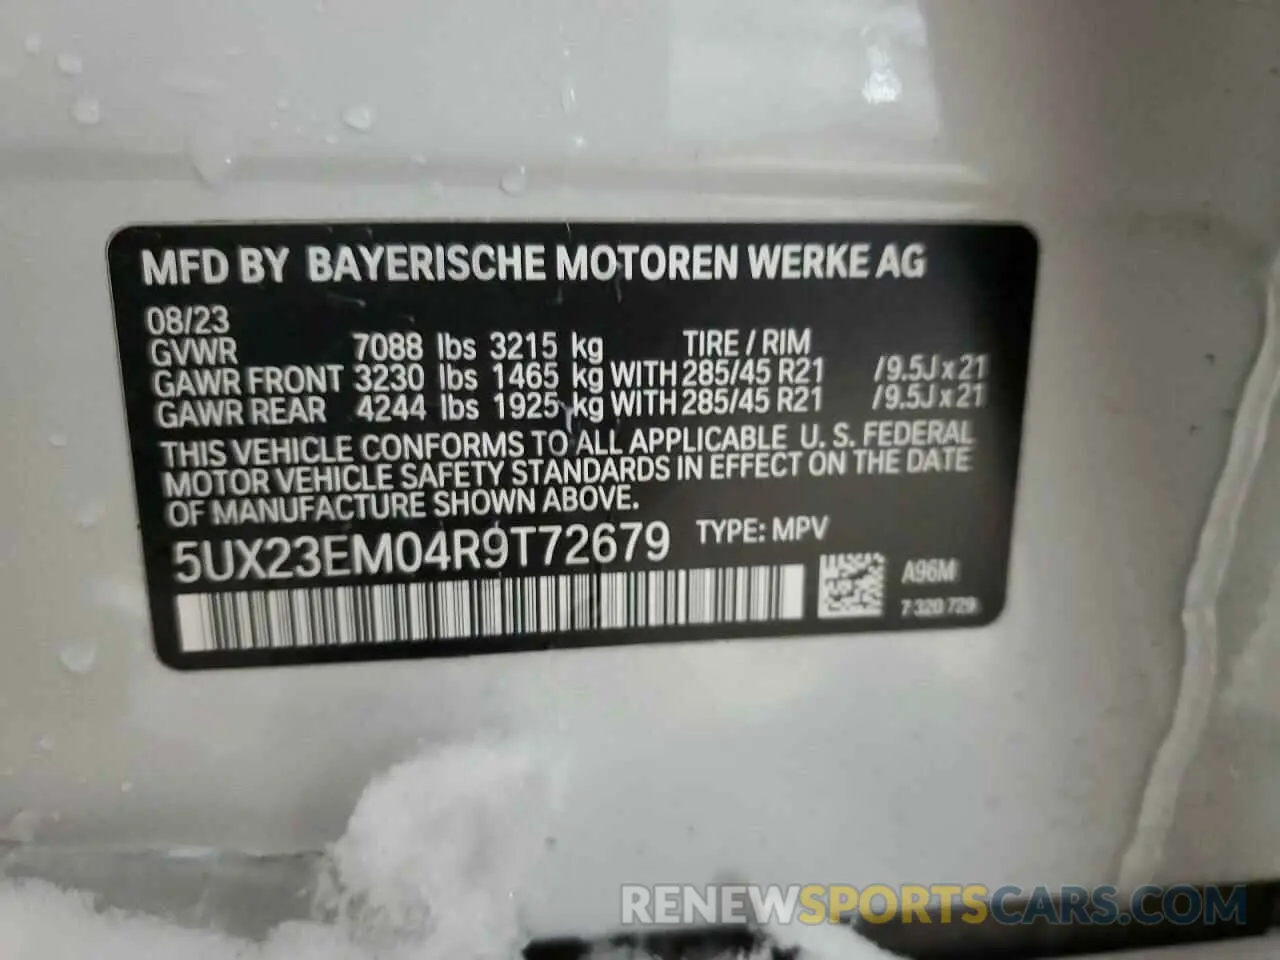 MFD BY BAYERISCHE MOTOREN WERKE AG
08/23
GVWR 7088 lbs 3215 kg TIRE / RIM
GAWR FRONT 3230 lbs 1465 kg WITH 285/45 R21 /9.5J x 21
GAWR REAR 4244 lbs 1925 kg WITH 285/45 R21 /9.5J x 21
THIS VEHICLE CONFORMS TO ALL APPLICABLE U. S. FEDERAL
MOTOR VEHICLE SAFETY STANDARDS IN EFFECT ON THE DATE
OF MANUFACTURE SHOWN ABOVE.
5UX23EM04R9T72679 TYPE: MPV
A96M
7 320 729
RENEWSPORTSCARS.COM